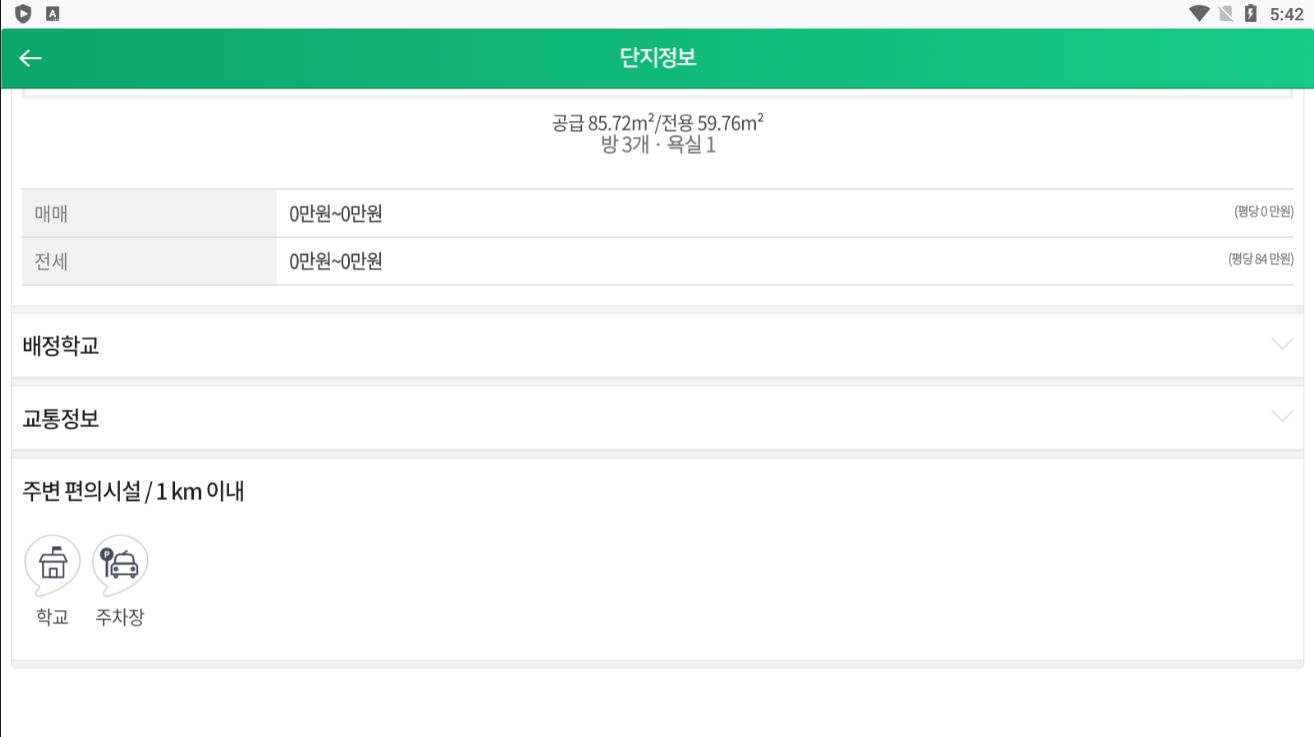 5:42
단지정보
공급 85.72m²/전용 59.76m²
방 3개 · 욕실 1
매매 0만원~0만원 (평당 0 만원)
전세 0만원~0만원 (평당 84 만원)
배정학교
교통정보
주변 편의시설 / 1 km 이내
학교 주차장